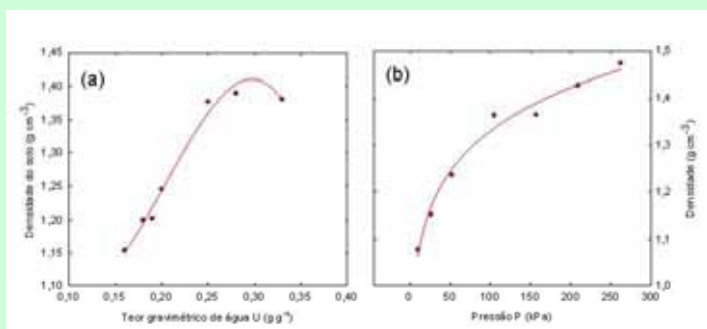 (a)
Densidade do solo (g cm⁻³)
1,45
1,40
1,35
1,30
1,25
1,20
1,15
1,10
0,10 0,15 0,20 0,25 0,30 0,35 0,40
Teor gravimétrico de água U (g g⁻¹)
(b)
1,5
1,4
1,3
1,2
1,1
1,0
Densidade (g cm⁻³)
0 50 100 150 200 250 300
Pressão P (kPa)